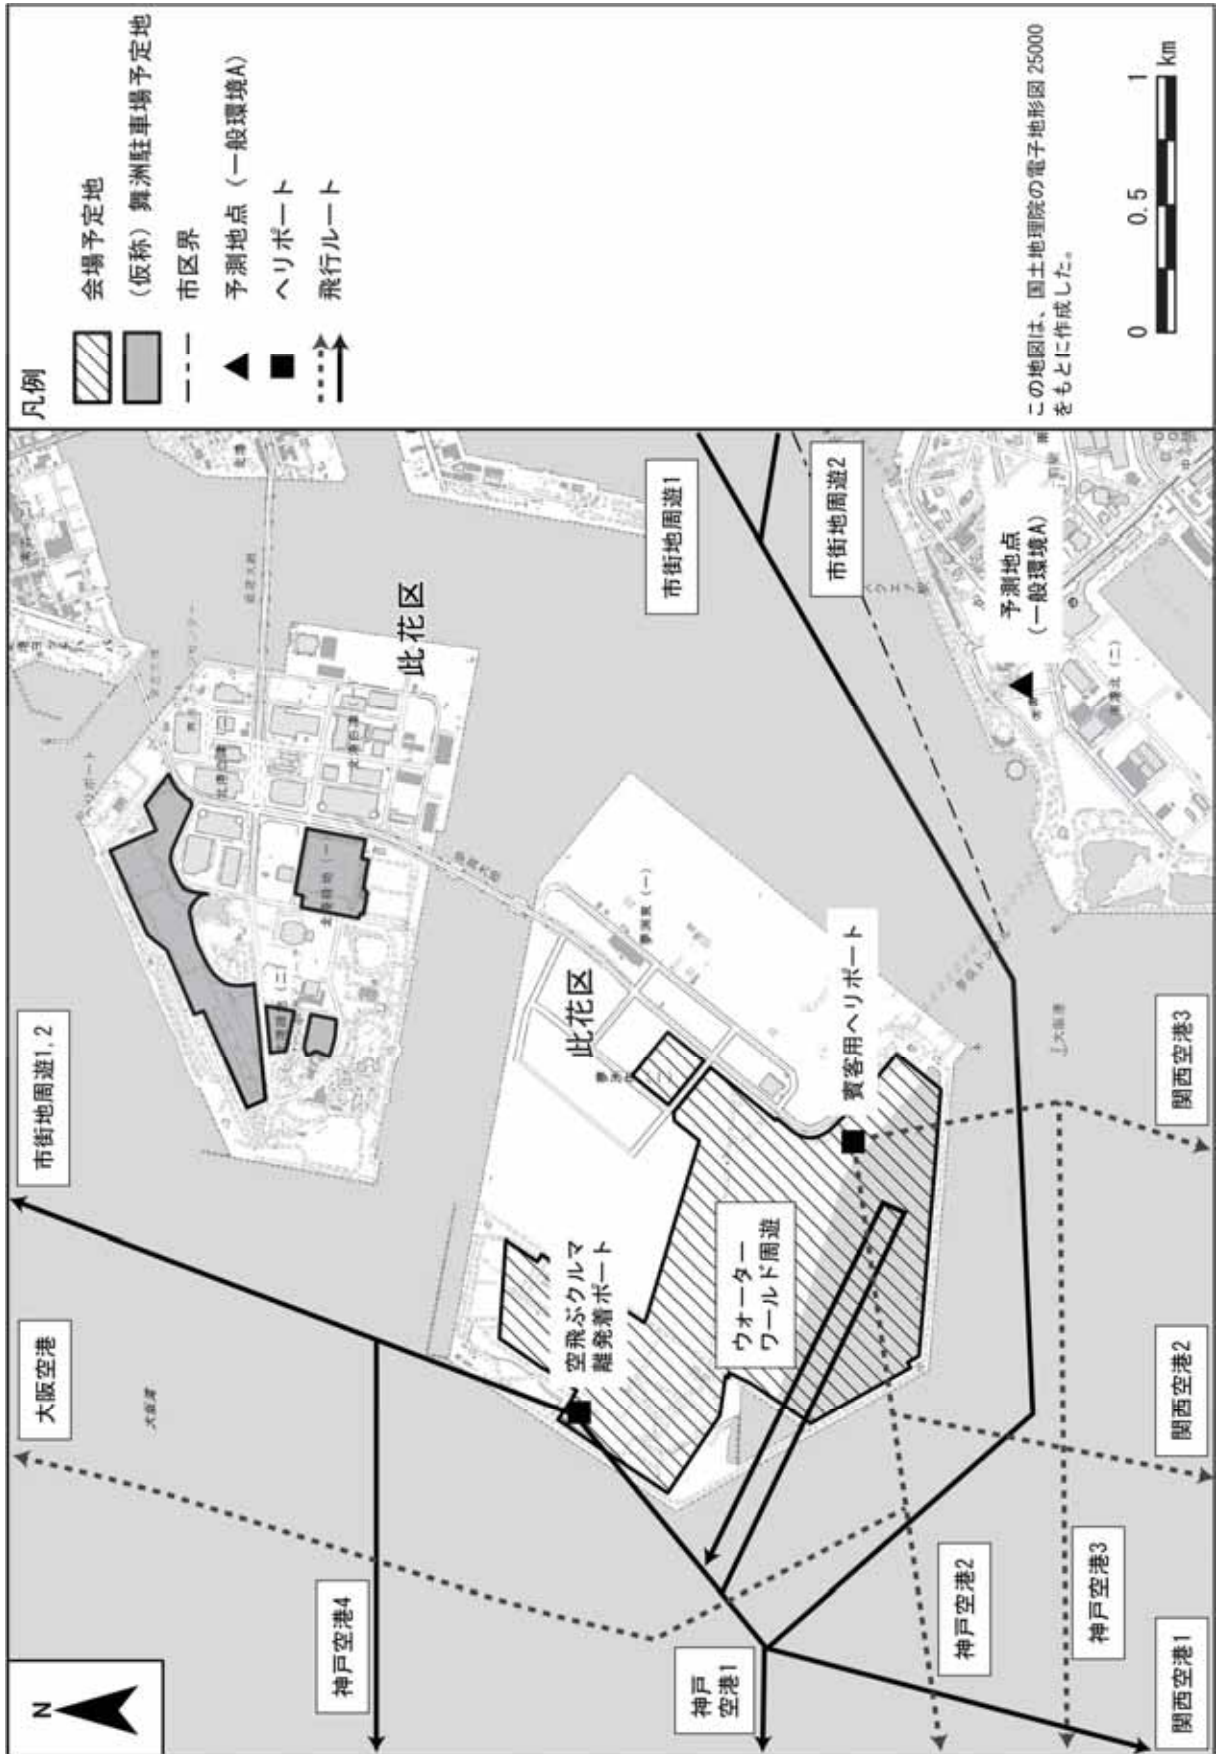 N
市街地周遊1,2
大阪空港
神戸空港4
大阪湾
此花区
此花区
空飛ぶクルマ
離発着ポート
ウォーター
ワールド周遊
賓客用ヘリポート
神戸
空港1
神戸空港2
神戸空港3
関西空港1
関西空港2
関西空港3
市街地周遊1
市街地周遊2
予測地点
(一般環境A)
凡例
会場予定地
(仮称) 舞洲駐車場予定地
市区界
予測地点 (一般環境A)
ヘリポート
飛行ルート
この地図は、国土地理院の電子地形図 25000
をもとに作成した。
0 0.5 1
km